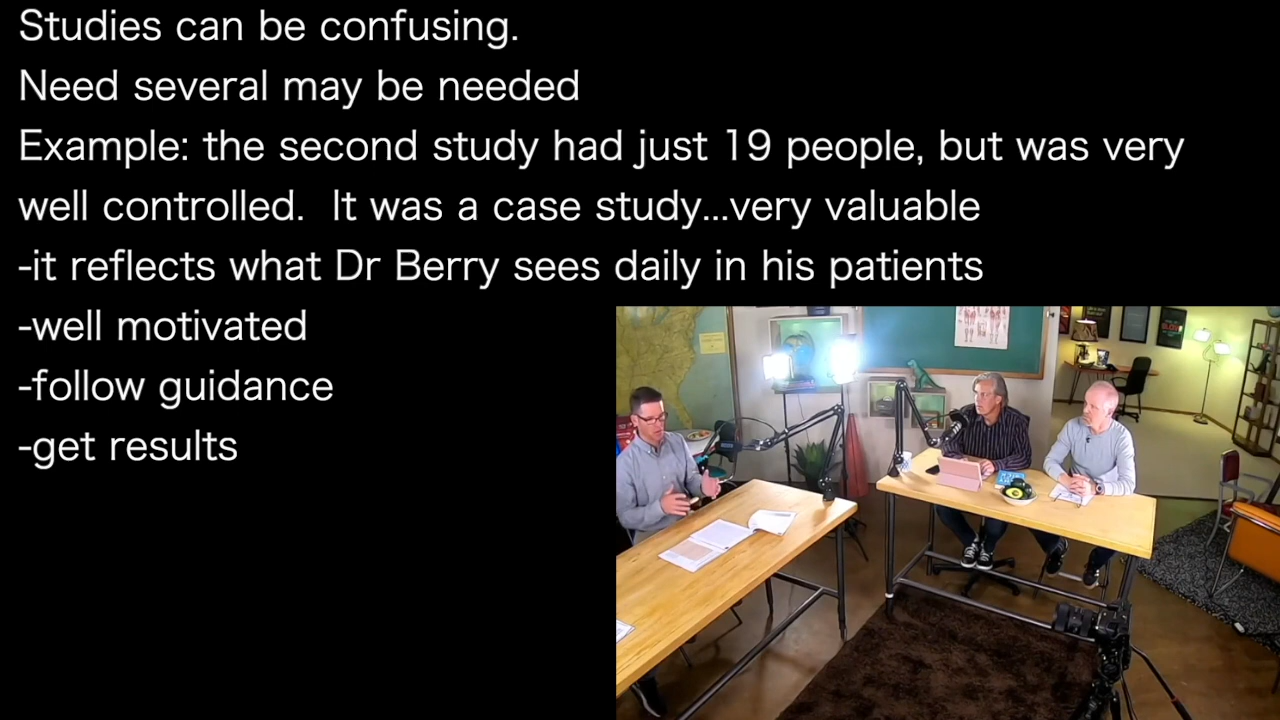 Studies can be confusing.
Need several may be needed
Example: the second study had just 19 people, but was very
well controlled.  It was a case study...very valuable
-it reflects what Dr Berry sees daily in his patients
-well motivated
-follow guidance
-get results